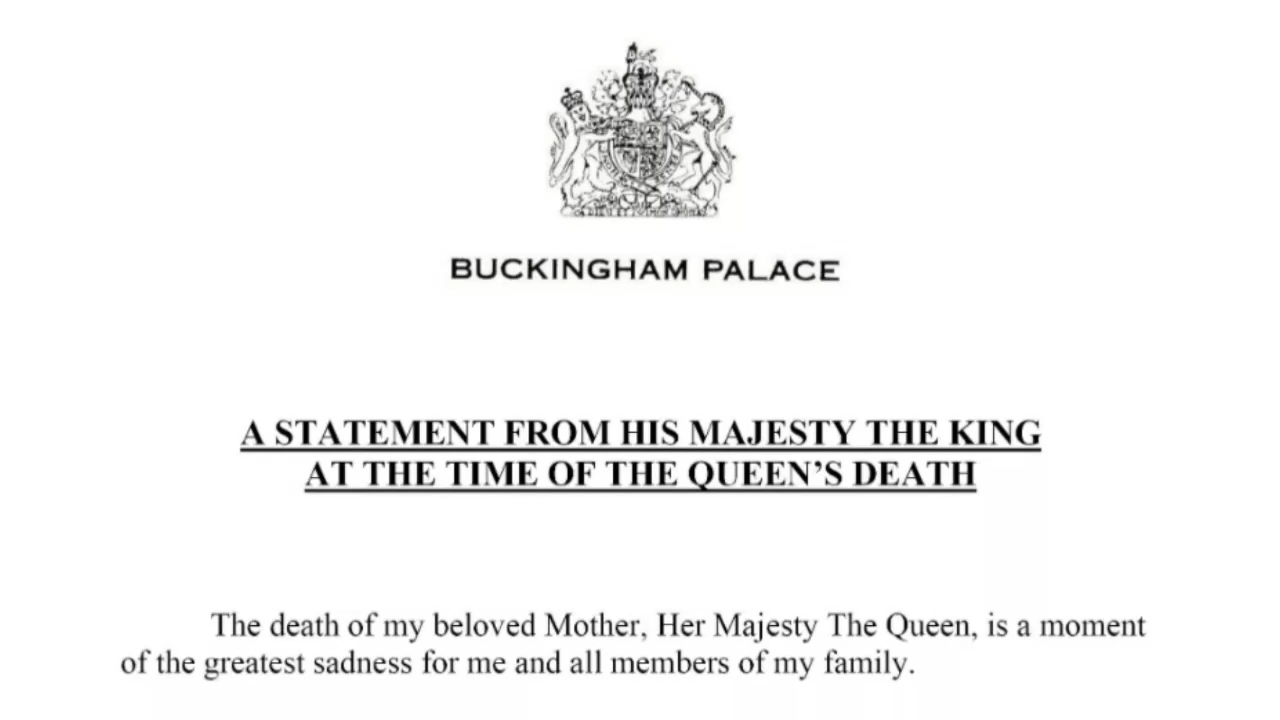 BUCKINGHAM PALACE
A STATEMENT FROM HIS MAJESTY THE KING
AT THE TIME OF THE QUEEN’S DEATH
The death of my beloved Mother, Her Majesty The Queen, is a moment
of the greatest sadness for me and all members of my family.